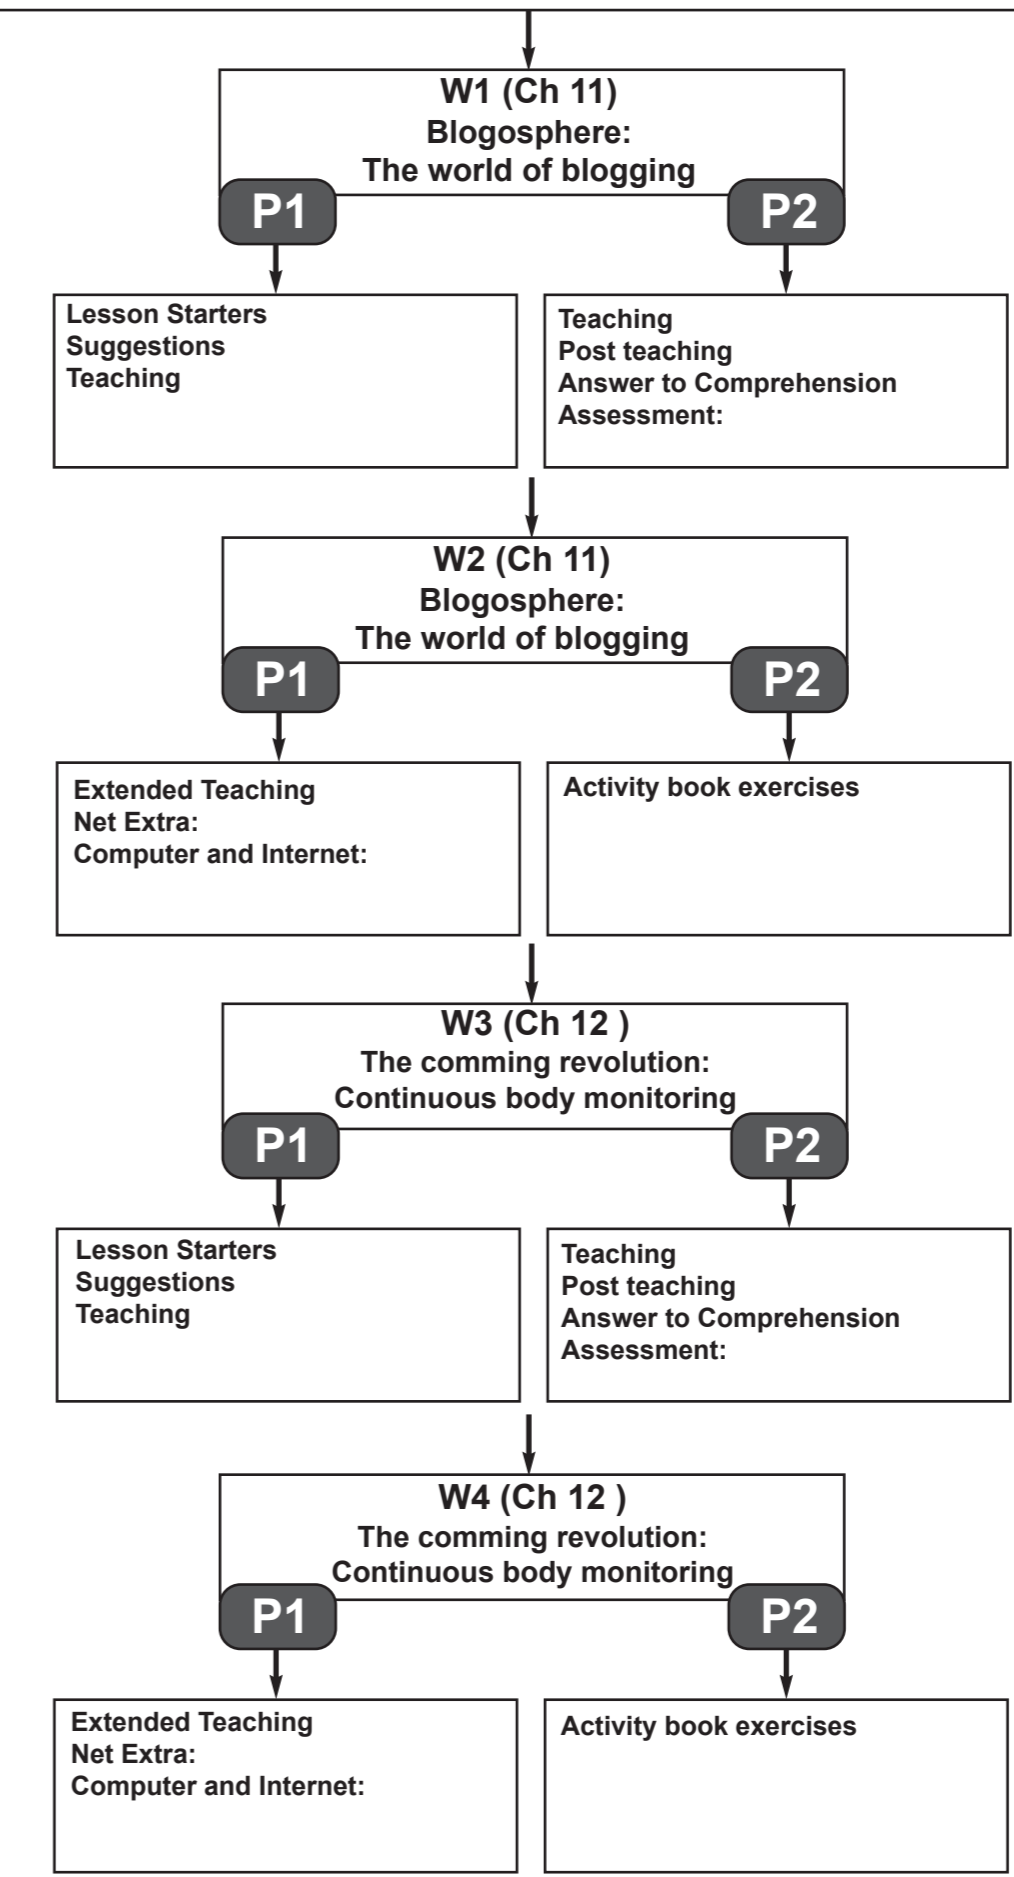 W1 (Ch 11)
Blogosphere:
The world of blogging
P1
P2
Lesson Starters
Suggestions
Teaching
Teaching
Post teaching
Answer to Comprehension
Assessment:
W2 (Ch 11)
Blogosphere:
The world of blogging
P1
P2
Extended Teaching
Net Extra:
Computer and Internet:
Activity book exercises
W3 (Ch 12 )
The comming revolution:
Continuous body monitoring
P1
P2
Lesson Starters
Suggestions
Teaching
Teaching
Post teaching
Answer to Comprehension
Assessment:
W4 (Ch 12 )
The comming revolution:
Continuous body monitoring
P1
P2
Extended Teaching
Net Extra:
Computer and Internet:
Activity book exercises